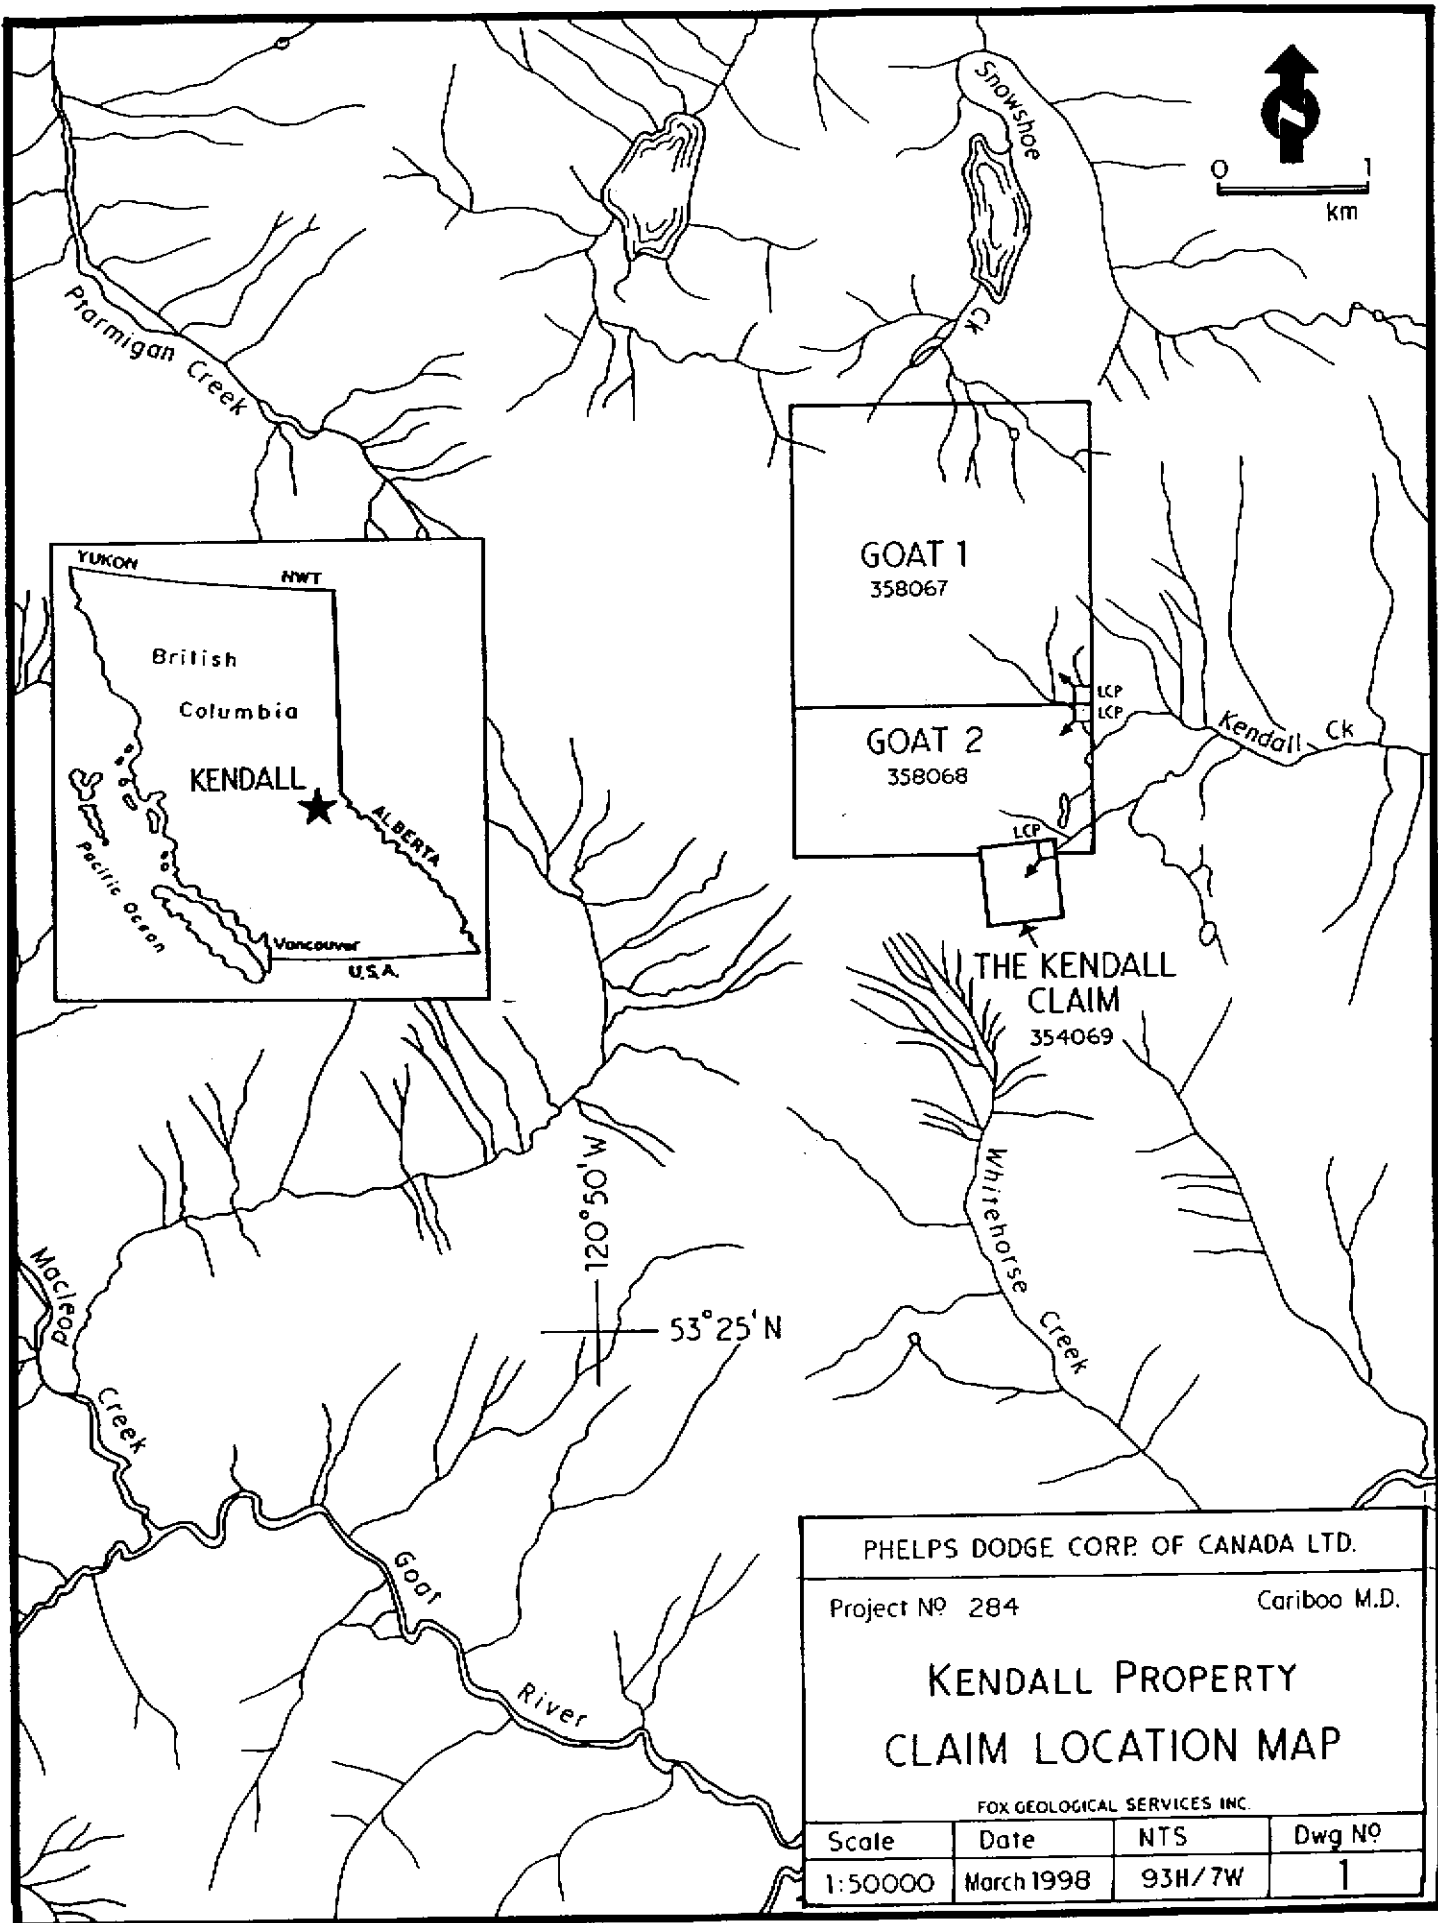 Snowshoe
Ck
0 1
km
Ptarmigan Creek
GOAT 1
358067
LCP
LCP
GOAT 2
358068
Kendall Ck
LCP
THE KENDALL
CLAIM
354069
YUKON
NWT
British
Columbia
KENDALL
ALBERTA
Pacific Ocean
Vancouver
U.S.A.
120°50'W
53°25'N
Whitehorse Creek
Macleod
Creek
Goat
River
PHELPS DODGE CORP. OF CANADA LTD.
Project Nº 284
Cariboo M.D.
KENDALL PROPERTY
CLAIM LOCATION MAP
FOX GEOLOGICAL SERVICES INC.
Scale Date NTS Dwg Nº
1:50000 March 1998 93H/7W 1